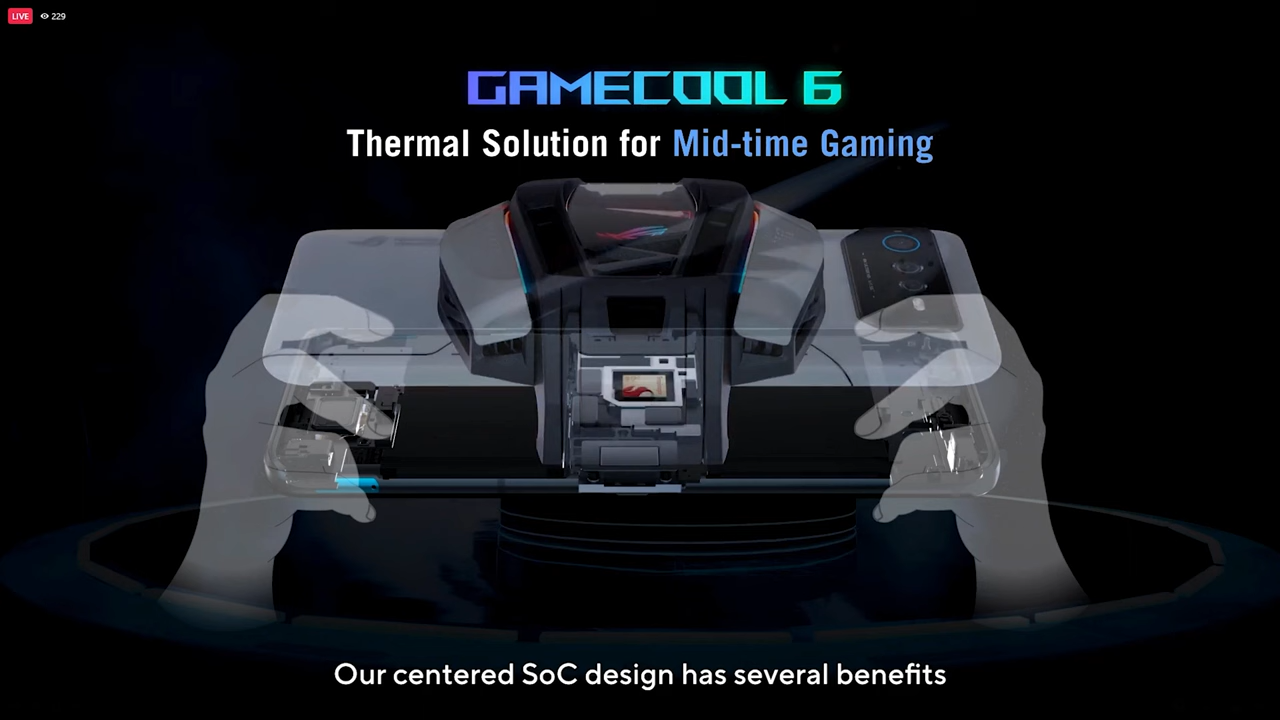 LIVE 229
GAMECOOL 6
Thermal Solution for Mid-time Gaming
Our centered SoC design has several benefits